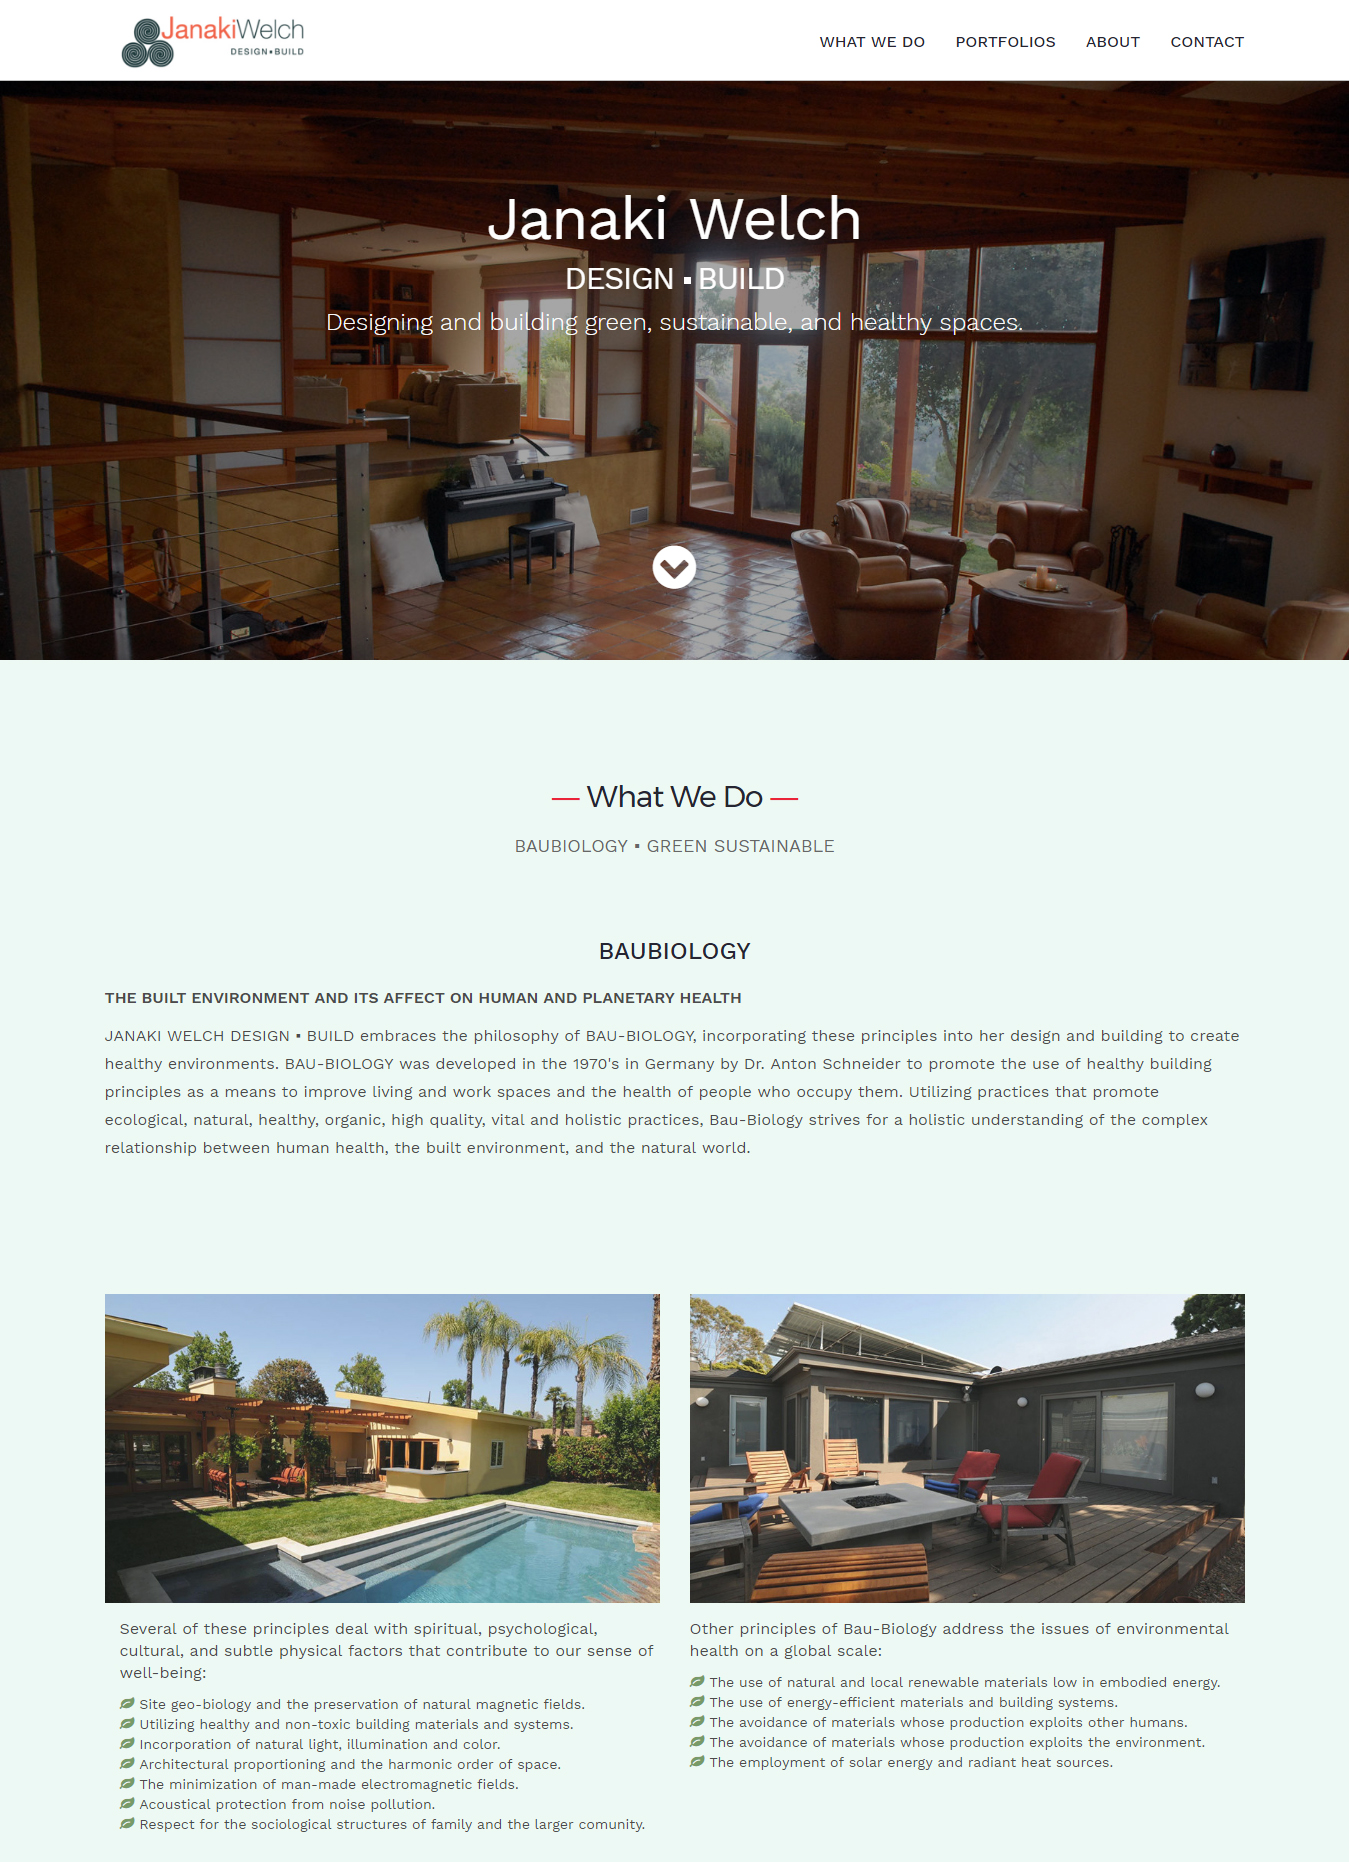 JanakiWelch
DESIGN▪BUILD
WHAT WE DO PORTFOLIOS ABOUT CONTACT
Janaki Welch
DESIGN ▪ BUILD
Designing and building green, sustainable, and healthy spaces.
— What We Do —
BAUBIOLOGY ▪ GREEN SUSTAINABLE
BAUBIOLOGY
THE BUILT ENVIRONMENT AND ITS AFFECT ON HUMAN AND PLANETARY HEALTH
JANAKI WELCH DESIGN ▪ BUILD embraces the philosophy of BAU-BIOLOGY, incorporating these principles into her design and building to create
healthy environments. BAU-BIOLOGY was developed in the 1970's in Germany by Dr. Anton Schneider to promote the use of healthy building
principles as a means to improve living and work spaces and the health of people who occupy them. Utilizing practices that promote
ecological, natural, healthy, organic, high quality, vital and holistic practices, Bau-Biology strives for a holistic understanding of the complex
relationship between human health, the built environment, and the natural world.
Several of these principles deal with spiritual, psychological,
cultural, and subtle physical factors that contribute to our sense of
well-being:
Site geo-biology and the preservation of natural magnetic fields.
Utilizing healthy and non-toxic building materials and systems.
Incorporation of natural light, illumination and color.
Architectural proportioning and the harmonic order of space.
The minimization of man-made electromagnetic fields.
Acoustical protection from noise pollution.
Respect for the sociological structures of family and the larger comunity.
Other principles of Bau-Biology address the issues of environmental
health on a global scale:
The use of natural and local renewable materials low in embodied energy.
The use of energy-efficient materials and building systems.
The avoidance of materials whose production exploits other humans.
The avoidance of materials whose production exploits the environment.
The employment of solar energy and radiant heat sources.